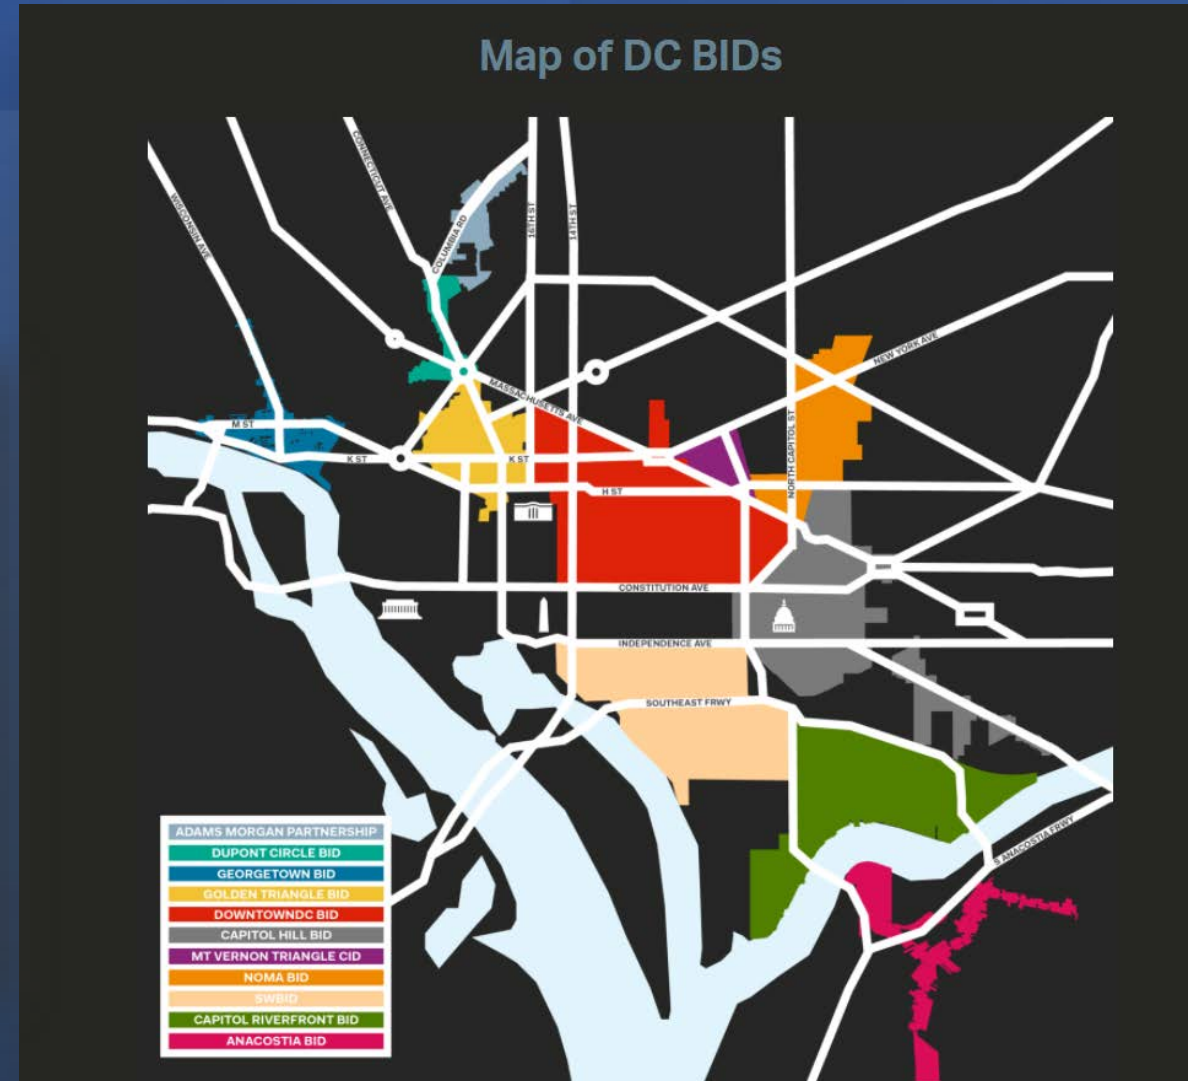 Map of DC BIDs
CONNECTICUT AVE
WISCONSIN AVE
COLUMBIA RD
16TH ST
14TH ST
NEW YORK AVE
MASSACHUSETTS AVE
M ST
K ST
K ST
NORTH CAPITOL ST
H ST
CONSTITUTION AVE
INDEPENDENCE AVE
SOUTHEAST FRWY
S ANACOSTIA FRWY
ADAMS MORGAN PARTNERSHIP
DUPONT CIRCLE BID
GEORGETOWN BID
GOLDEN TRIANGLE BID
DOWNTOWNDC BID
CAPITOL HILL BID
MT VERNON TRIANGLE CID
NOMA BID
SWBID
CAPITOL RIVERFRONT BID
ANACOSTIA BID